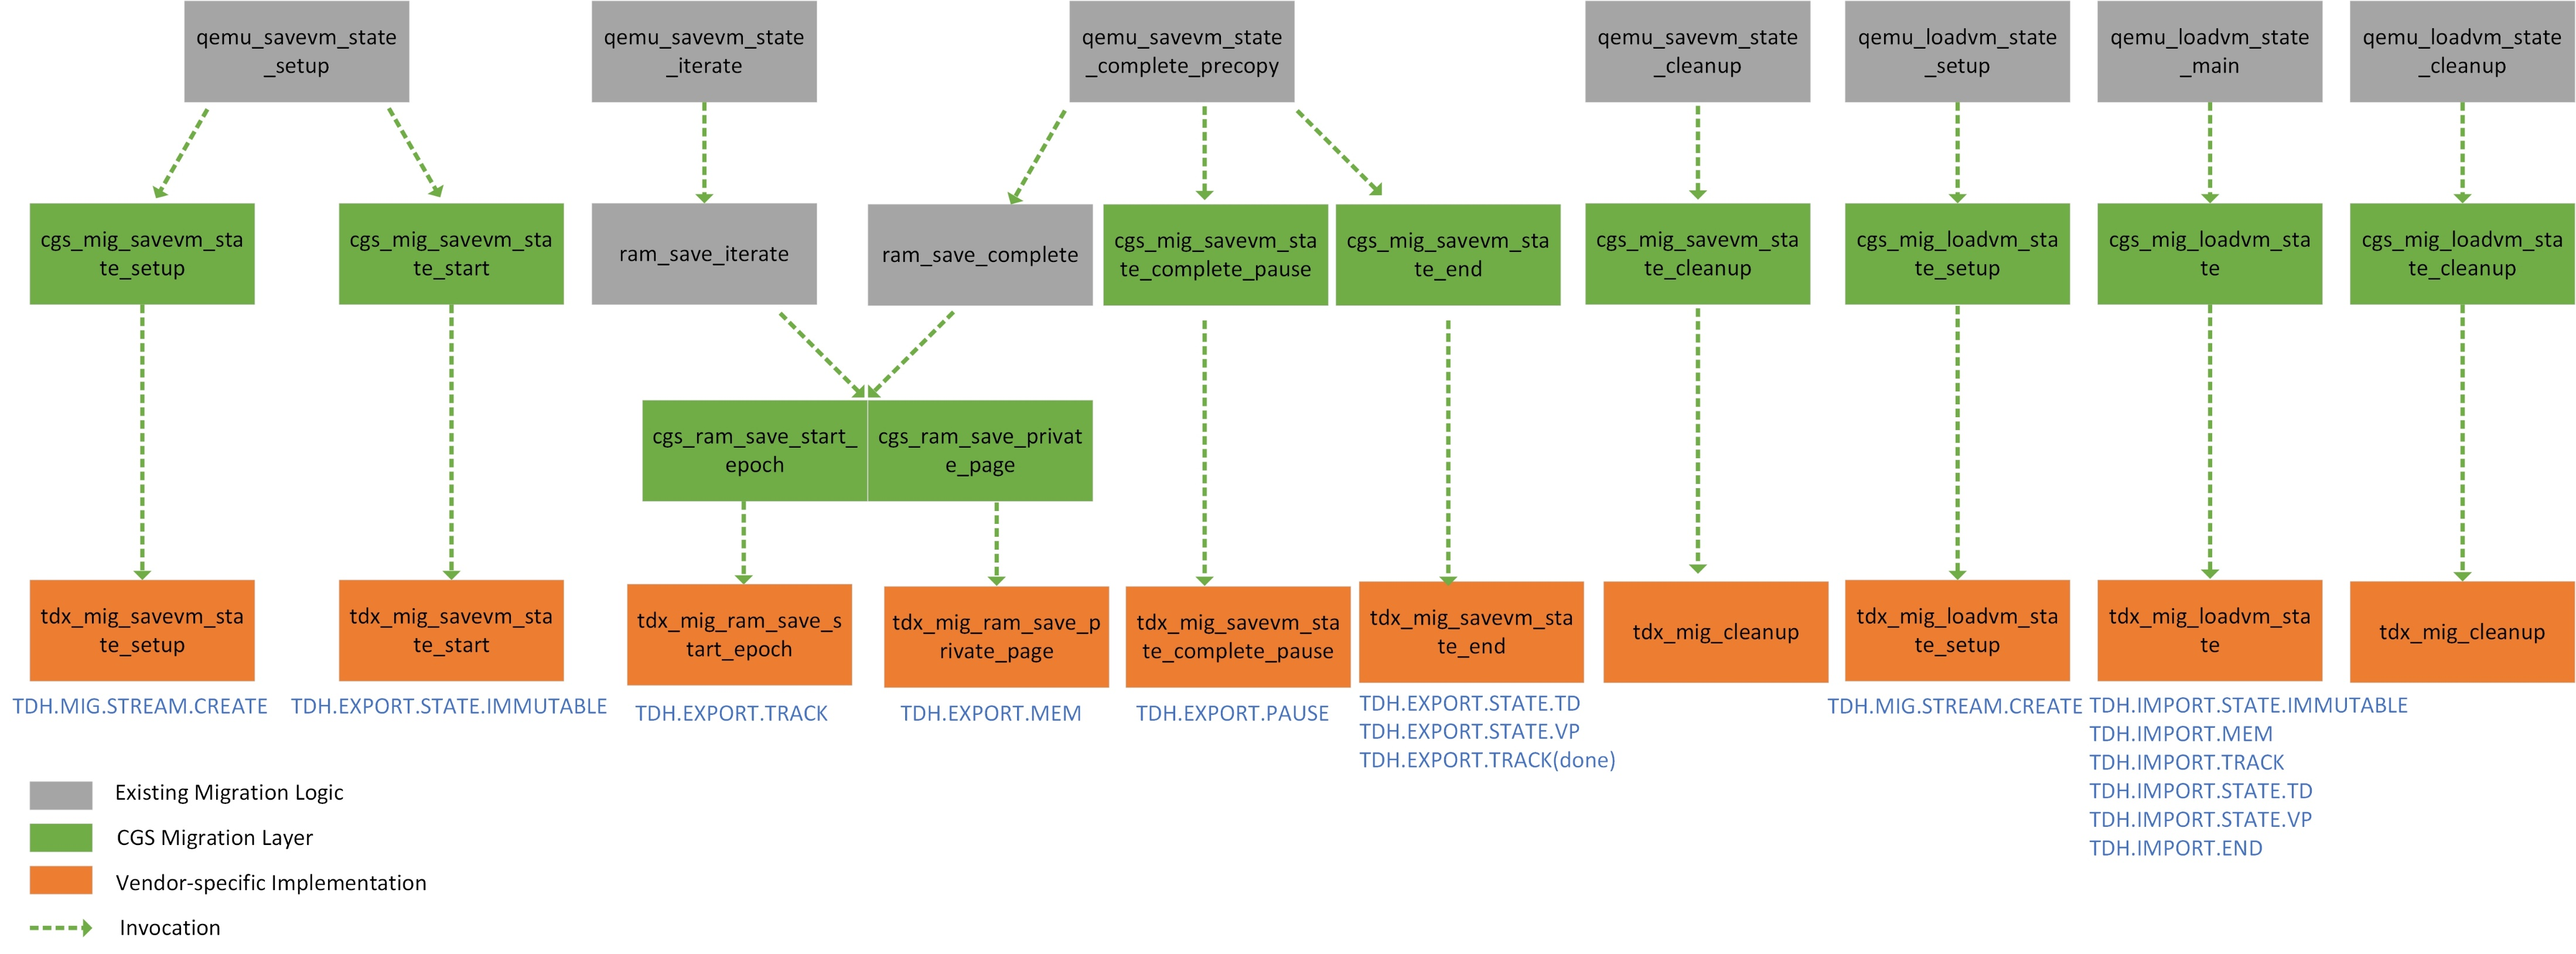 qemu_savevm_state
_setup
qemu_savevm_state
_iterate
qemu_savevm_state
_complete_precopy
qemu_savevm_state
_cleanup
qemu_loadvm_state
_setup
qemu_loadvm_state
_main
qemu_loadvm_state
_cleanup
cgs_mig_savevm_sta
te_setup
cgs_mig_savevm_sta
te_start
ram_save_iterate
ram_save_complete
cgs_mig_savevm_sta
te_complete_pause
cgs_mig_savevm_sta
te_end
cgs_mig_savevm_sta
te_cleanup
cgs_mig_loadvm_sta
te_setup
cgs_mig_loadvm_sta
te
cgs_mig_loadvm_sta
te_cleanup
cgs_ram_save_start_
epoch
cgs_ram_save_privat
e_page
tdx_mig_savevm_sta
te_setup
tdx_mig_savevm_sta
te_start
tdx_mig_ram_save_s
tart_epoch
tdx_mig_ram_save_p
rivate_page
tdx_mig_savevm_sta
te_complete_pause
tdx_mig_savevm_sta
te_end
tdx_mig_cleanup
tdx_mig_loadvm_sta
te_setup
tdx_mig_loadvm_sta
te
tdx_mig_cleanup
TDH.MIG.STREAM.CREATE
TDH.EXPORT.STATE.IMMUTABLE
TDH.EXPORT.TRACK
TDH.EXPORT.MEM
TDH.EXPORT.PAUSE
TDH.EXPORT.STATE.TD
TDH.EXPORT.STATE.VP
TDH.EXPORT.TRACK(done)
TDH.MIG.STREAM.CREATE
TDH.IMPORT.STATE.IMMUTABLE
TDH.IMPORT.MEM
TDH.IMPORT.TRACK
TDH.IMPORT.STATE.TD
TDH.IMPORT.STATE.VP
TDH.IMPORT.END
Existing Migration Logic
CGS Migration Layer
Vendor-specific Implementation
Invocation